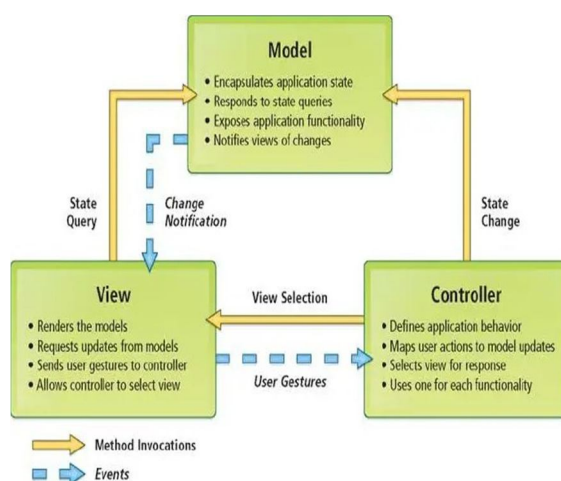 Model
• Encapsulates application state
• Responds to state queries
• Exposes application functionality
• Notifies views of changes
State
Query
Change
Notification
State
Change
View
• Renders the models
• Requests updates from models
• Sends user gestures to controller
• Allows controller to select view
View Selection
User Gestures
Controller
• Defines application behavior
• Maps user actions to model updates
• Selects view for response
• Uses one for each functionality
Method Invocations
Events